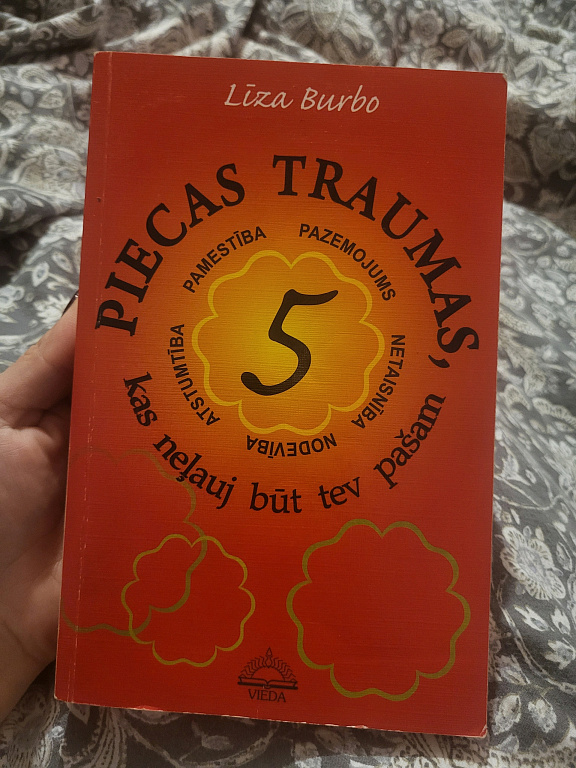 Līza Burbo
PIECAS TRAUMAS,
PAMESTĪBA
PAZEMOJUMS
NETAISNĪBA
NODEVĪBA
ATSTUMTĪBA
5
kas neļauj būt tev pašam
VIEDA